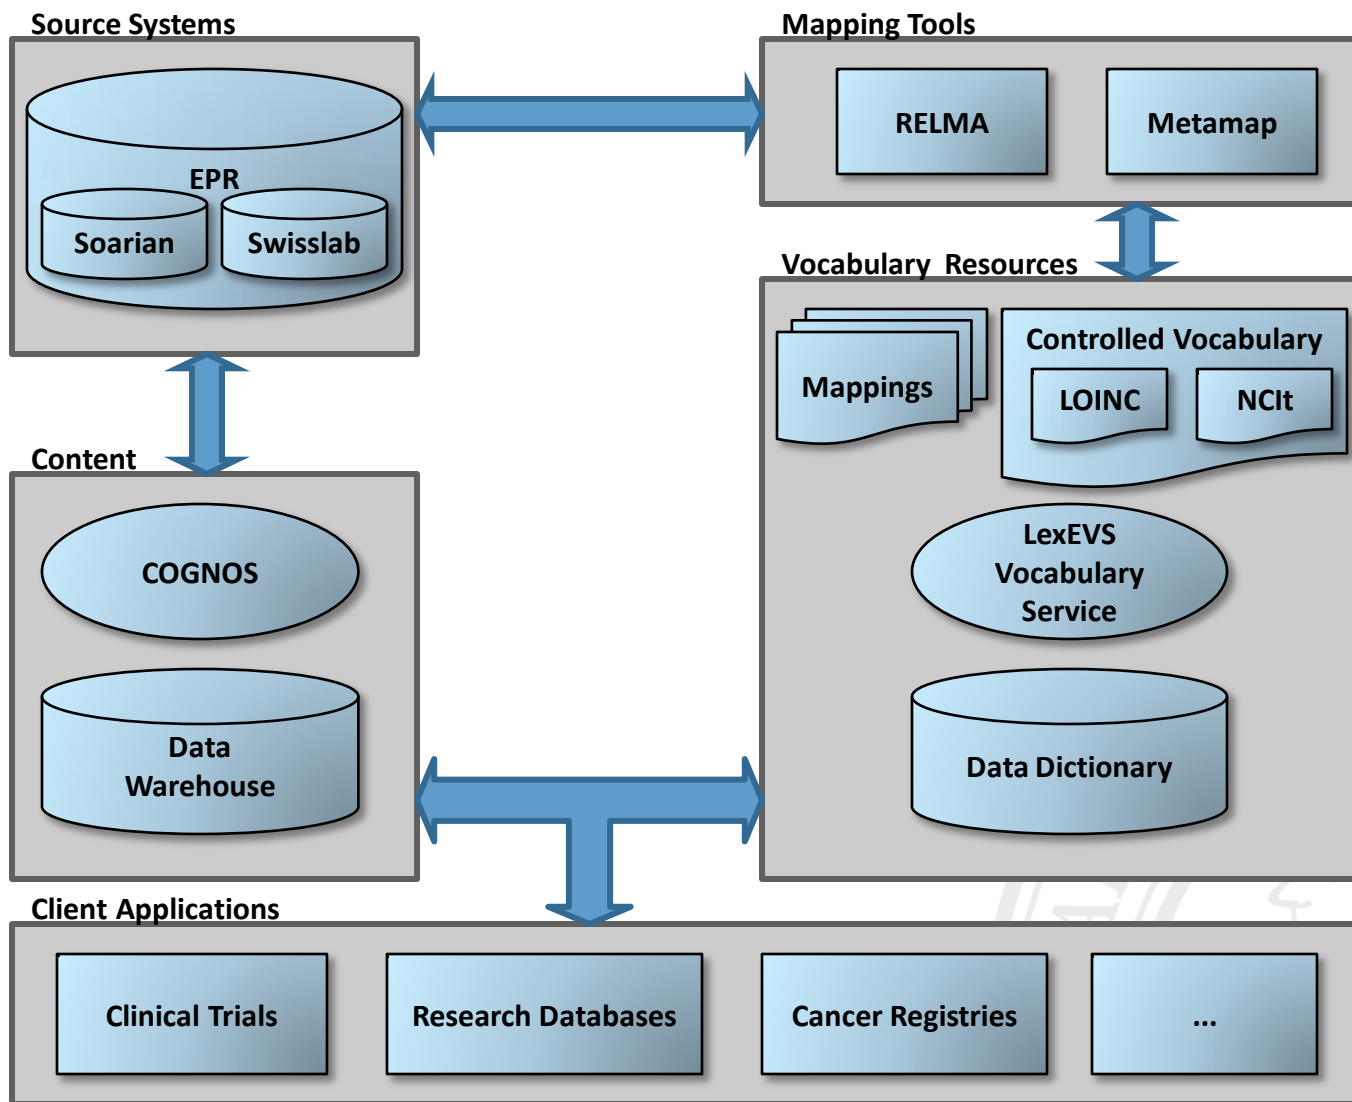 Source Systems
EPR
Soarian
Swisslab
Mapping Tools
RELMA
Metamap
Vocabulary Resources
Mappings
Controlled Vocabulary
LOINC
NCIt
LexEVS
Vocabulary
Service
Data Dictionary
Content
COGNOS
Data
Warehouse
Client Applications
Clinical Trials
Research Databases
Cancer Registries
...